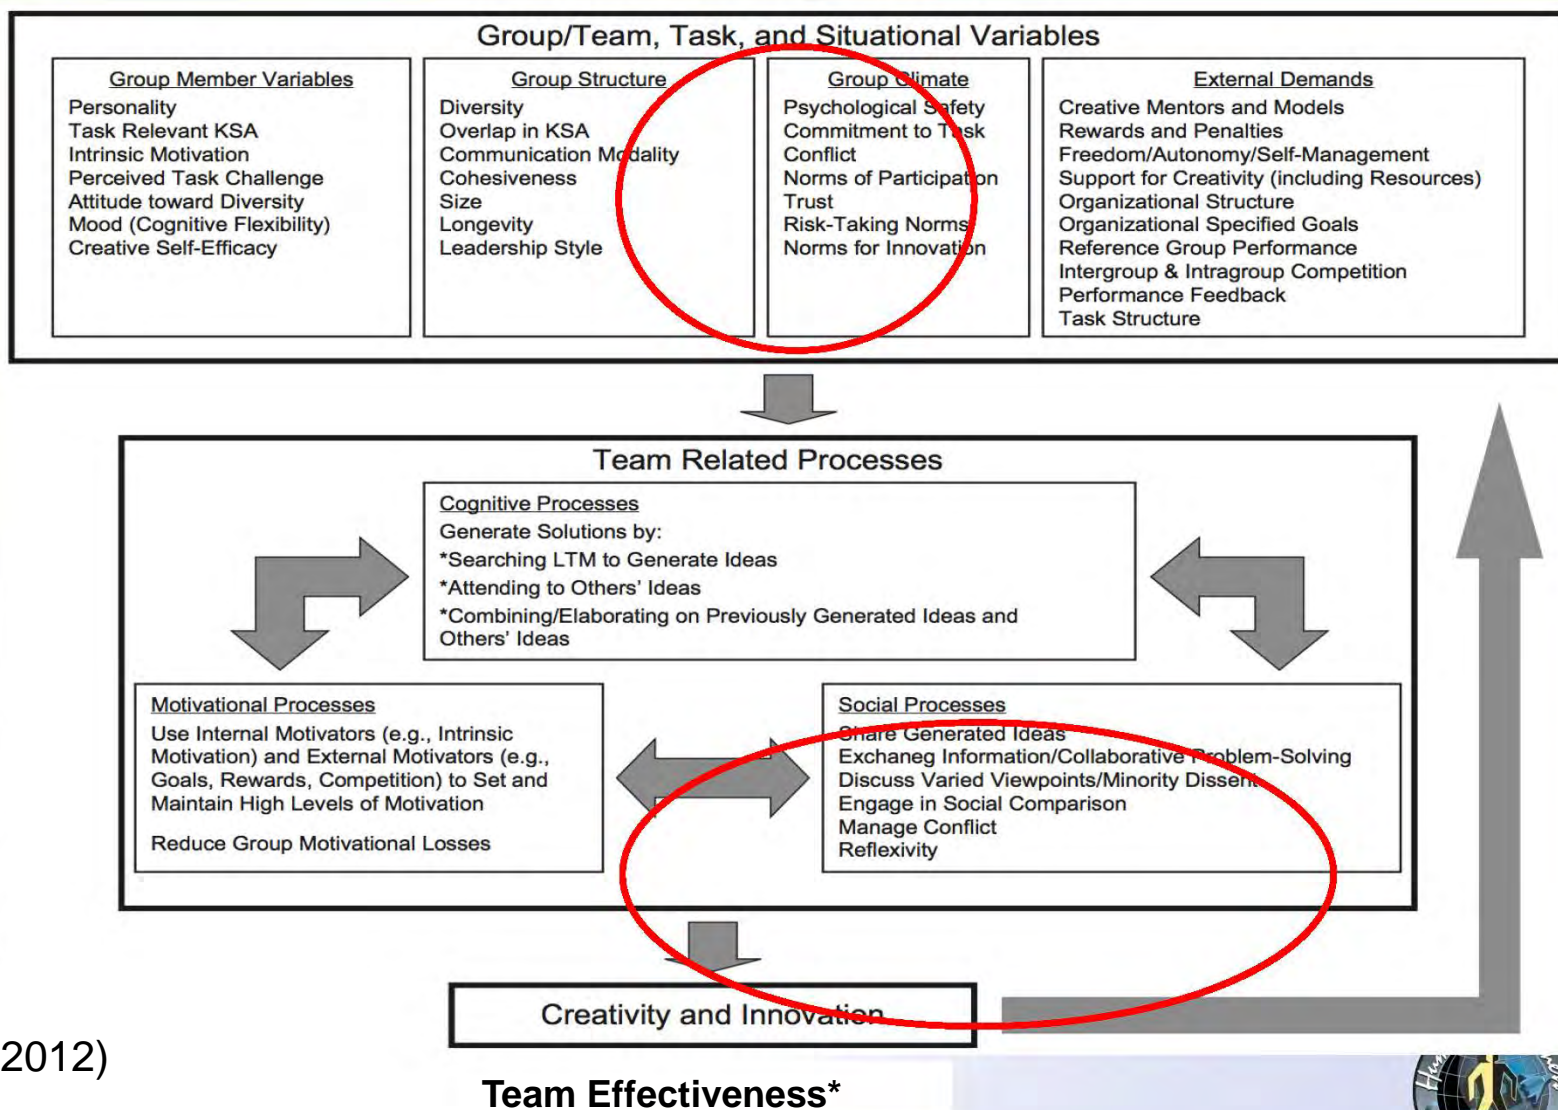 Group/Team, Task, and Situational Variables
Group Member Variables
Personality
Task Relevant KSA
Intrinsic Motivation
Perceived Task Challenge
Attitude toward Diversity
Mood (Cognitive Flexibility)
Creative Self-Efficacy
Group Structure
Diversity
Overlap in KSA
Communication Modality
Cohesiveness
Size
Longevity
Leadership Style
Group Climate
Psychological Safety
Commitment to Task
Conflict
Norms of Participation
Trust
Risk-Taking Norms
Norms for Innovation
External Demands
Creative Mentors and Models
Rewards and Penalties
Freedom/Autonomy/Self-Management
Support for Creativity (including Resources)
Organizational Structure
Organizational Specified Goals
Reference Group Performance
Intergroup & Intragroup Competition
Performance Feedback
Task Structure
Team Related Processes
Cognitive Processes
Generate Solutions by:
*Searching LTM to Generate Ideas
*Attending to Others' Ideas
*Combining/Elaborating on Previously Generated Ideas and
Others' Ideas
Motivational Processes
Use Internal Motivators (e.g., Intrinsic
Motivation) and External Motivators (e.g.,
Goals, Rewards, Competition) to Set and
Maintain High Levels of Motivation
Reduce Group Motivational Losses
Social Processes
Share Generated Ideas
Exchaneg Information/Collaborative Problem-Solving
Discuss Varied Viewpoints/Minority Dissent
Engage in Social Comparison
Manage Conflict
Reflexivity
Creativity and Innovation
2012)
Team Effectiveness*